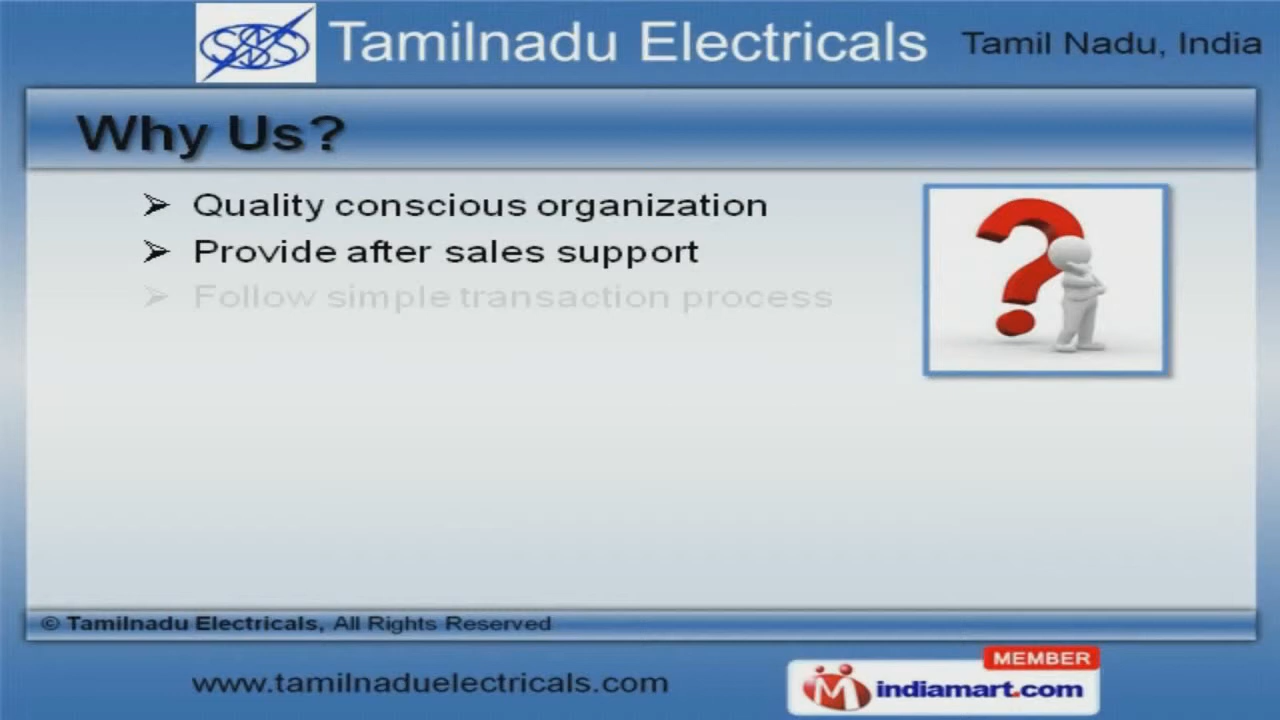 SSS
Tamilnadu Electricals
Tamil Nadu, India
Why Us?
Quality conscious organization
Provide after sales support
Follow simple transaction process
© Tamilnadu Electricals, All Rights Reserved
www.tamilnaduelectricals.com
MEMBER
indiamart.com